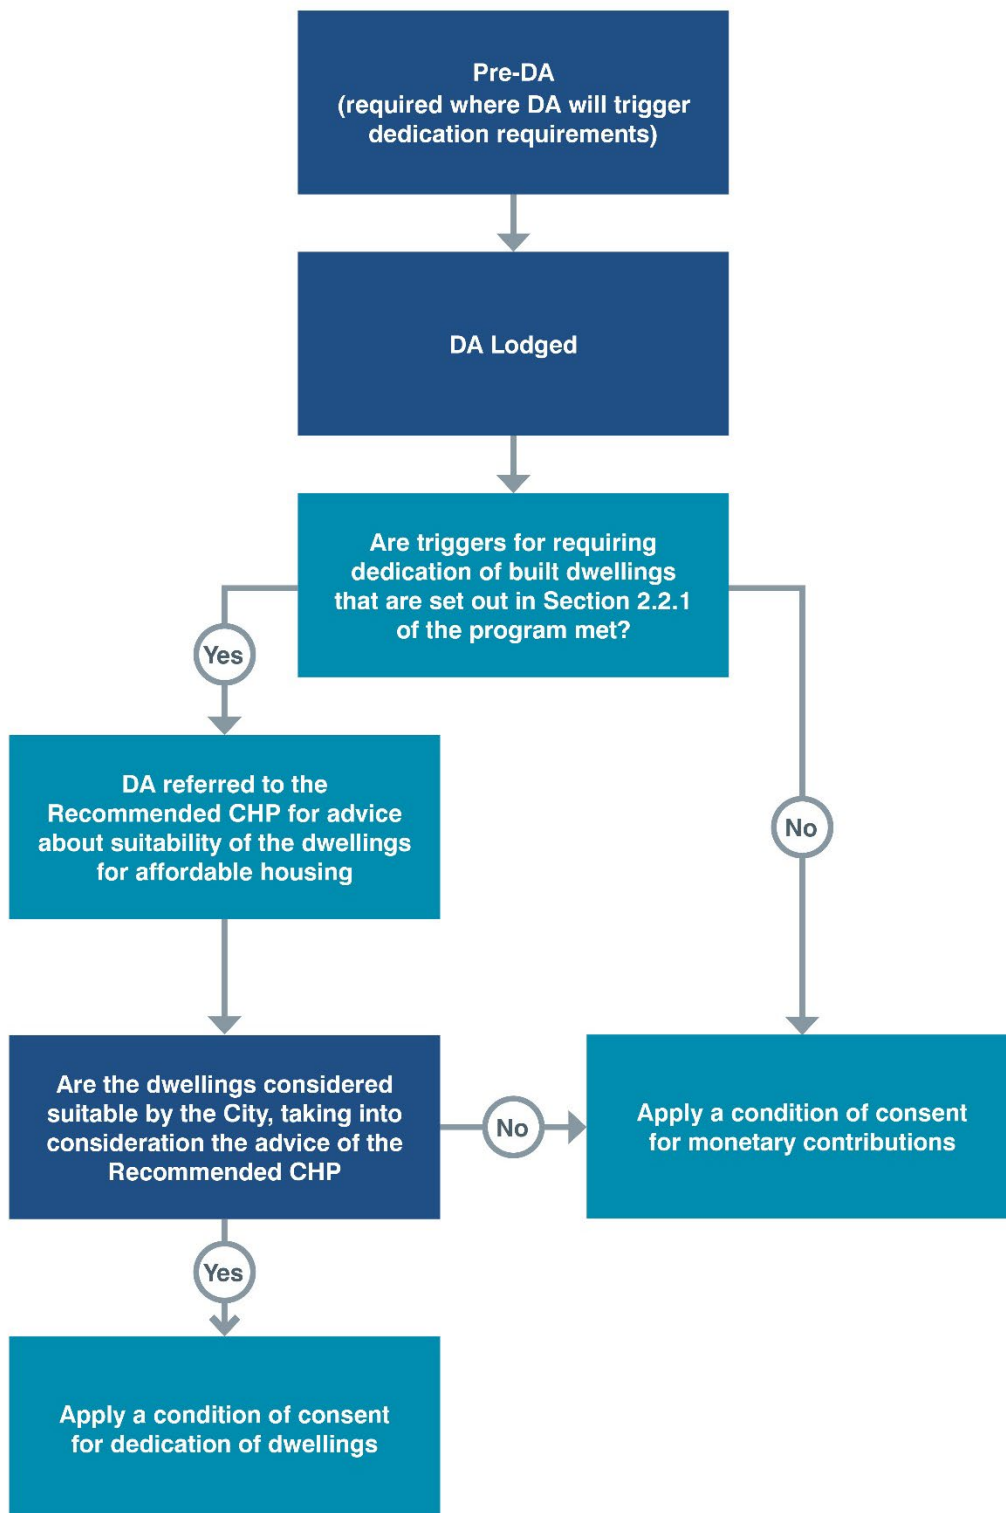 Pre-DA
(required where DA will trigger
dedication requirements)
DA Lodged
Are triggers for requiring
dedication of built dwellings
that are set out in Section 2.2.1
of the program met?
Yes
No
DA referred to the
Recommended CHP for advice
about suitability of the dwellings
for affordable housing
Are the dwellings considered
suitable by the City, taking into
consideration the advice of the
Recommended CHP
No
Apply a condition of consent
for monetary contributions
Yes
Apply a condition of consent
for dedication of dwellings